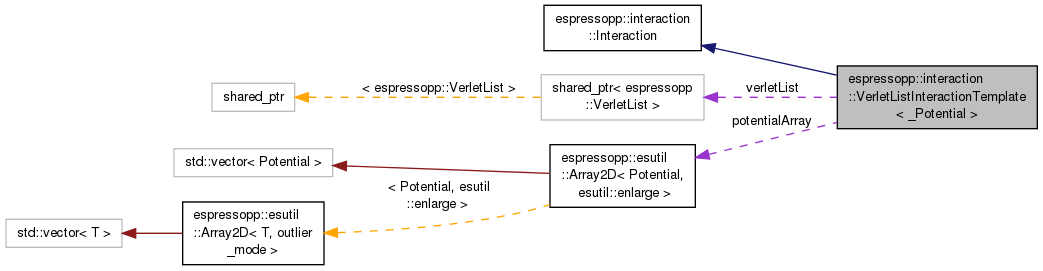 espressopp::interaction
::Interaction
espressopp::interaction
::VerletListInteractionTemplate
< _Potential >
shared_ptr
< espressopp::VerletList >
shared_ptr< espressopp
::VerletList >
verletList
potentialArray
std::vector< Potential >
espressopp::esutil
::Array2D< Potential,
esutil::enlarge >
< Potential, esutil
::enlarge >
std::vector< T >
espressopp::esutil
::Array2D< T, outlier
_mode >